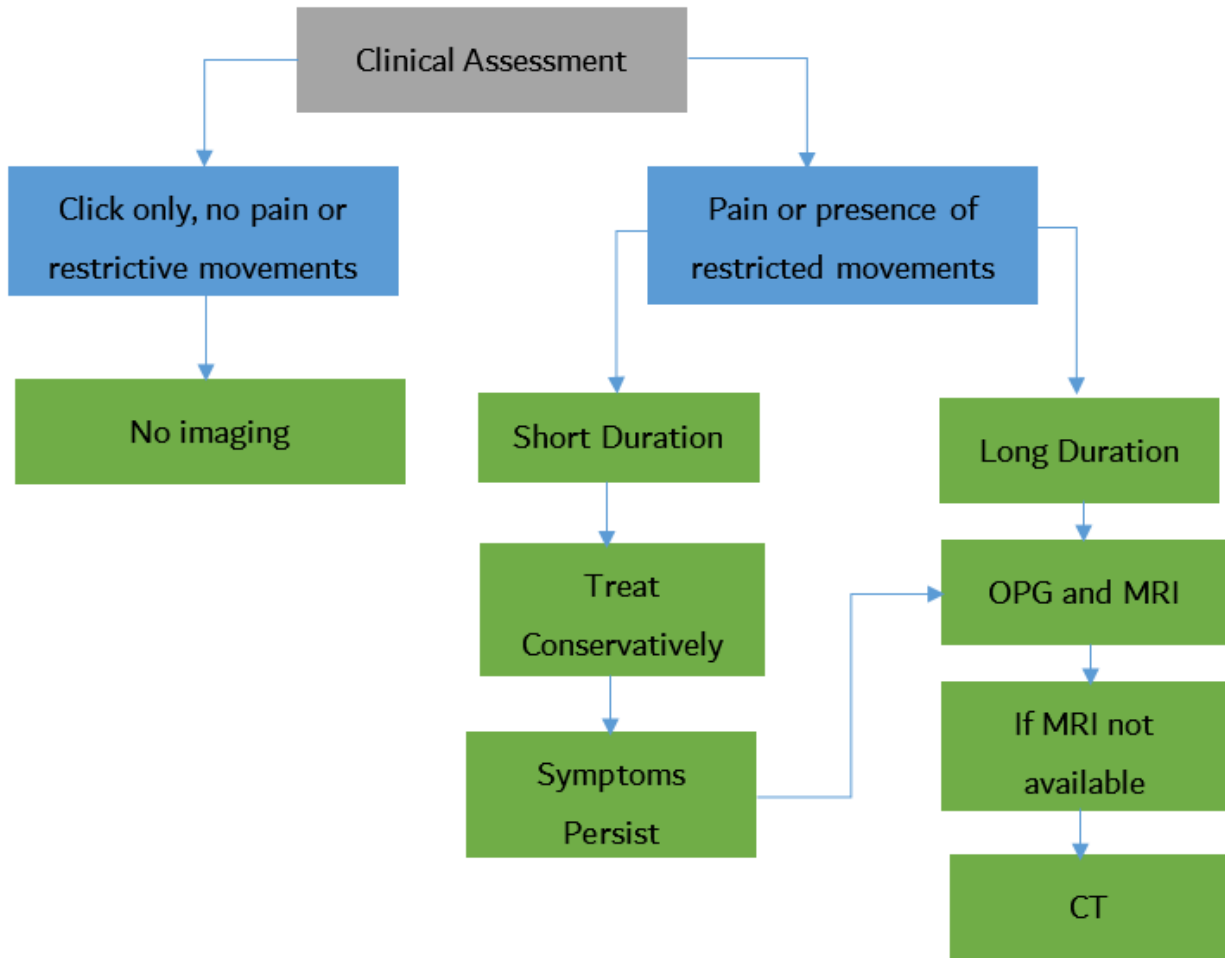 Clinical Assessment
Click only, no pain or
restrictive movements
Pain or presence of
restricted movements
No imaging
Short Duration
Long Duration
Treat
Conservatively
OPG and MRI
Symptoms
Persist
If MRI not
available
CT